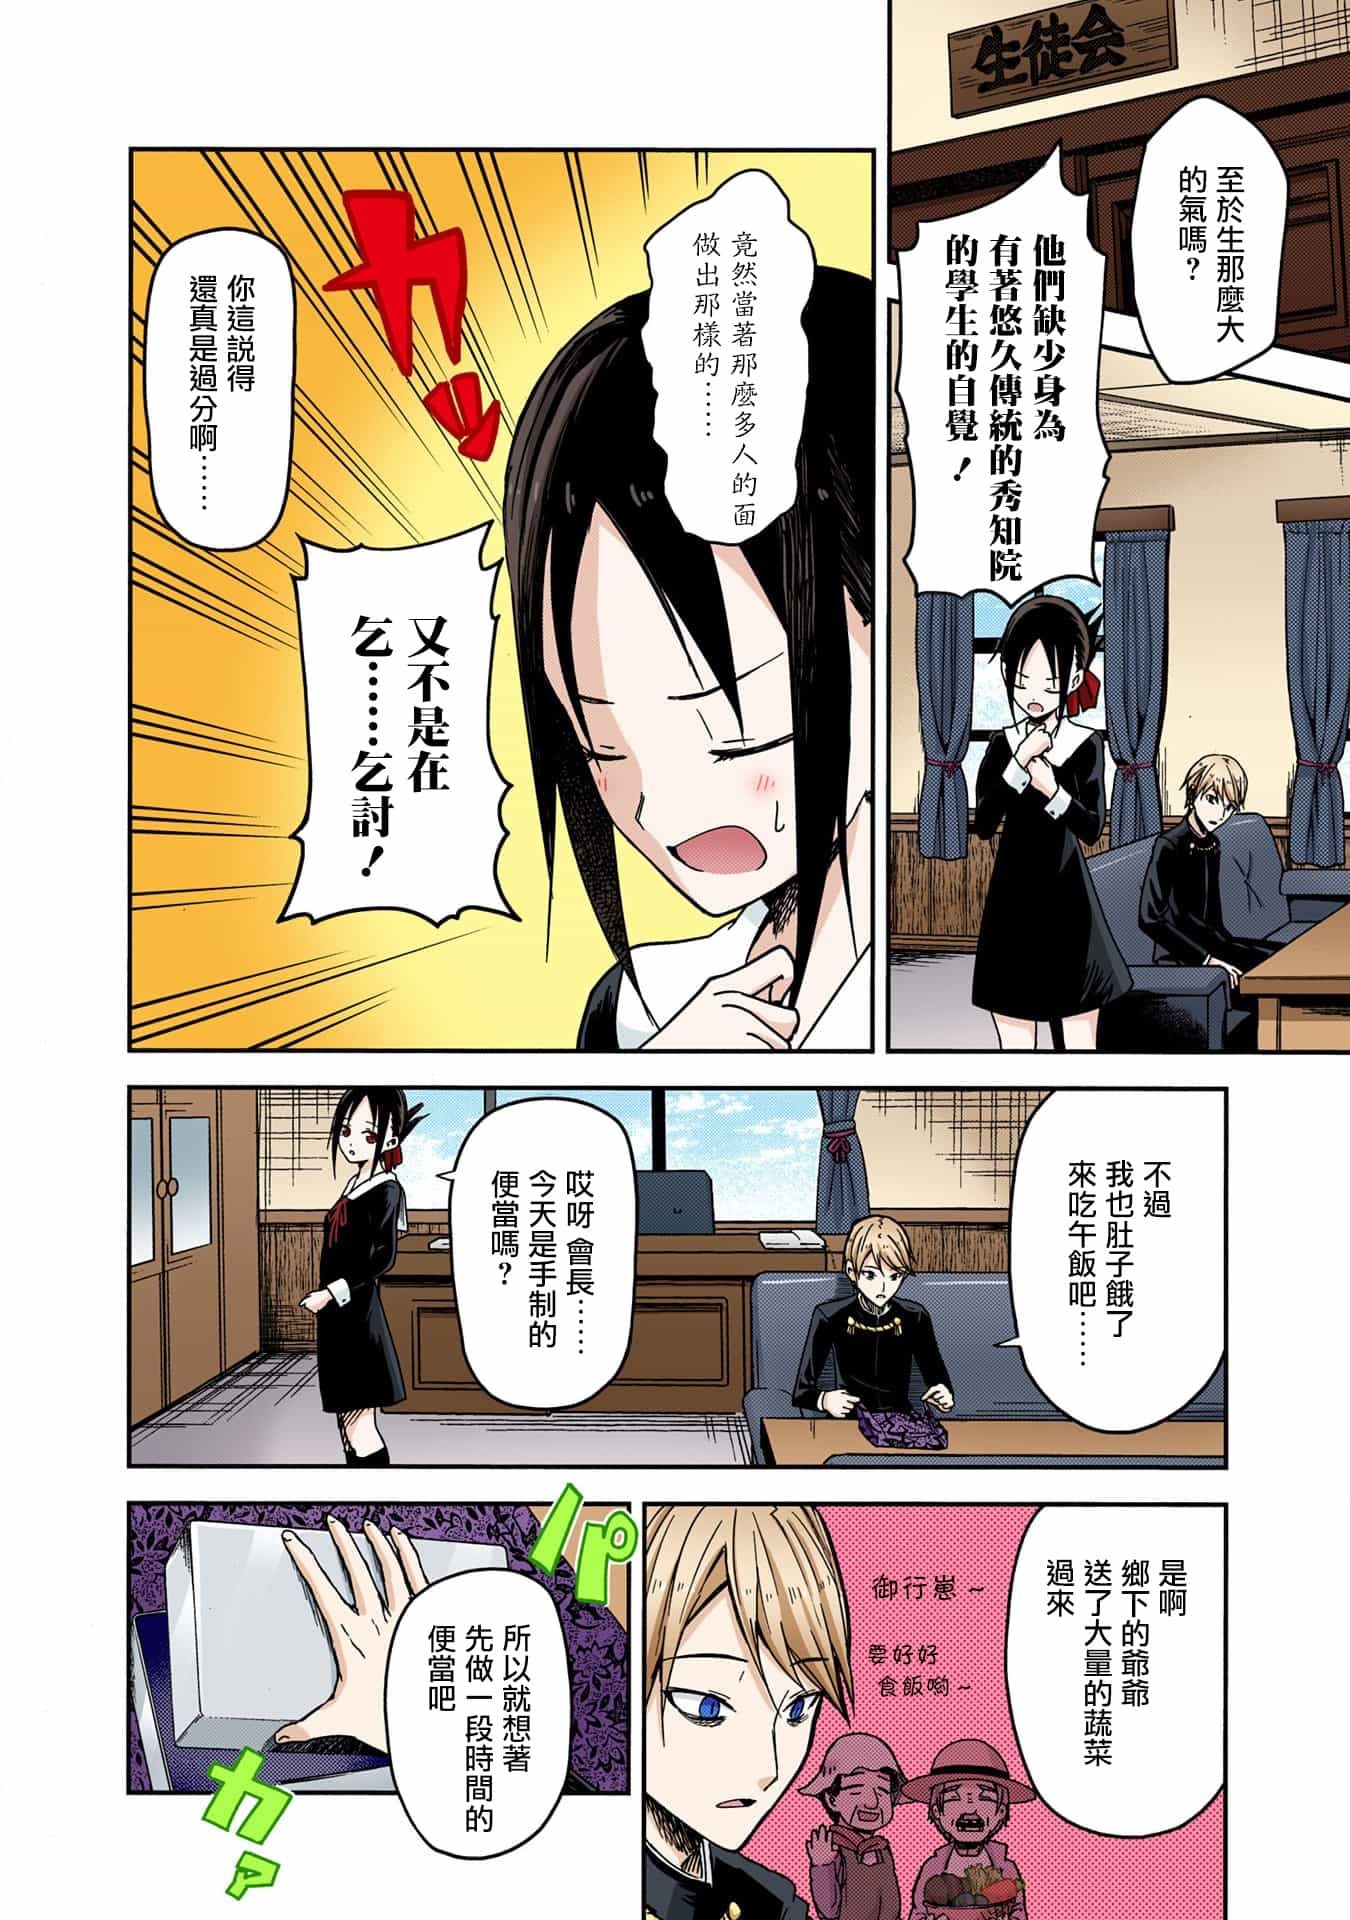 生徒会
至於生那麼大
的氣嗎?
他們缺少身為
有著悠久傳統的秀知院
的學生的自覺!
竟然當著那麼多人的面
做出那樣的……
カッ
又不是在
乞……乞討!
你這說得
還真是過分啊……
不過
我也肚子餓了
來吃午飯吧……
哎呀 會長……
今天是手制的
便當嗎?
是啊
鄉下的爺爺
送了大量的蔬菜
過來
御行崽~
要好好
食飯喲~
所以就想著
先做一段時間的
便當吧
パカァ